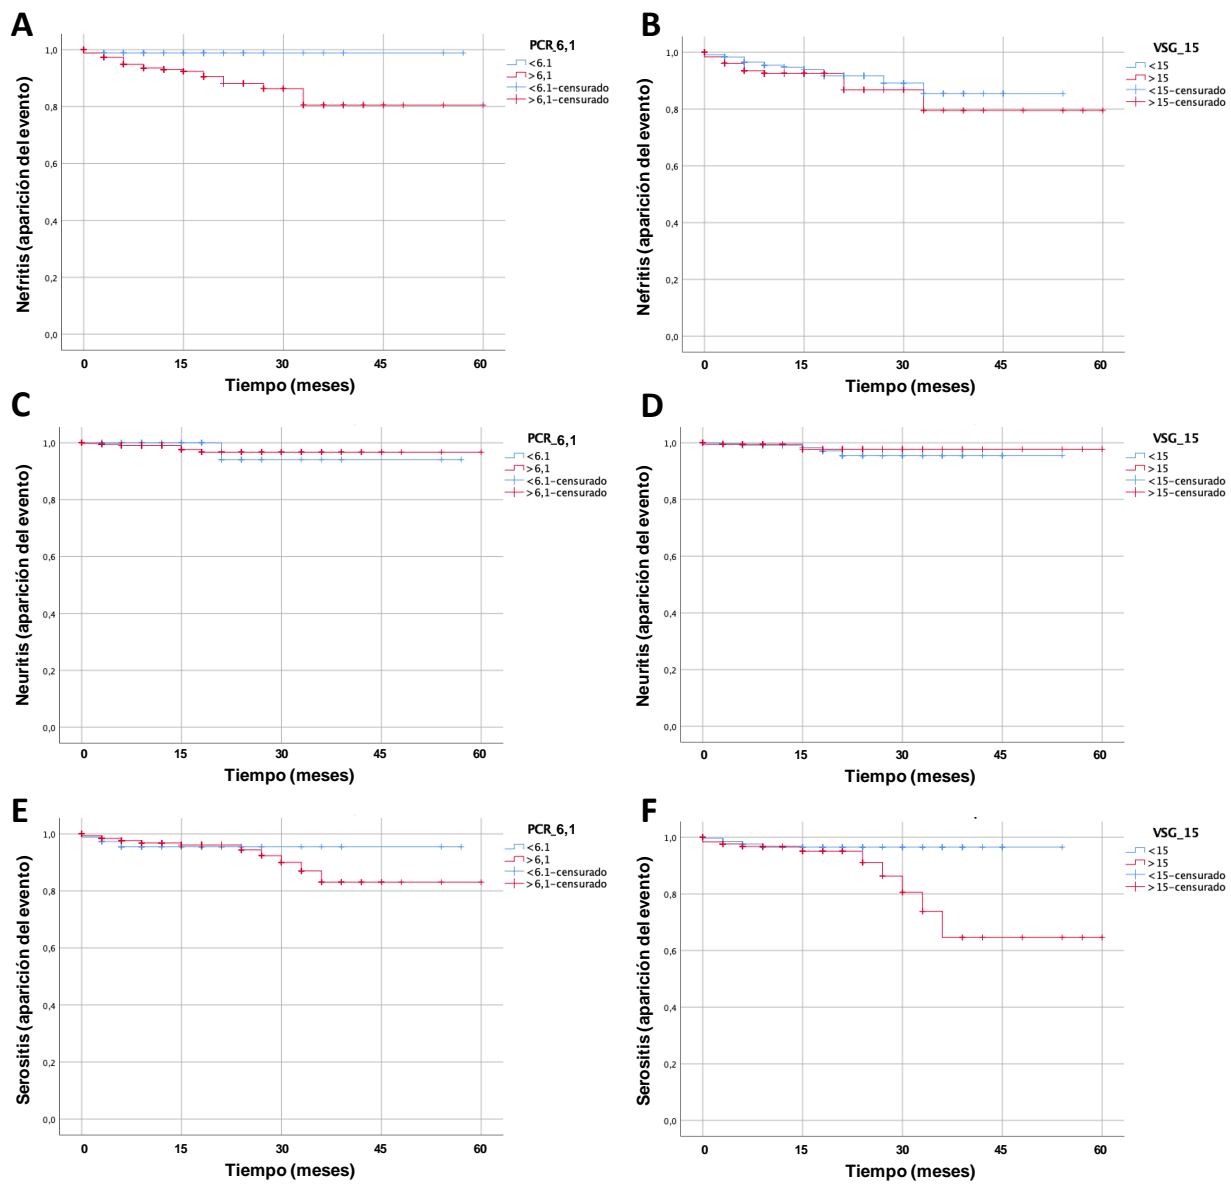 A
PCR_6,1
<6.1
>6,1
<6.1-censurado
>6,1-censurado
Nefritis (aparición del evento)
1,0
0,8
0,6
0,4
0,2
0,0
0 15 30 45 60
Tiempo (meses)
B
VSG_15
<15
>15
<15-censurado
>15-censurado
Nefritis (aparición del evento)
1,0
0,8
0,6
0,4
0,2
0,0
0 15 30 45 60
Tiempo (meses)
C
PCR_6,1
<6.1
>6,1
<6.1-censurado
>6,1-censurado
Neuritis (aparición del evento)
1,0
0,8
0,6
0,4
0,2
0,0
0 15 30 45 60
Tiempo (meses)
D
VSG_15
<15
>15
<15-censurado
>15-censurado
Neuritis (aparición del evento)
1,0
0,8
0,6
0,4
0,2
0,0
0 15 30 45 60
Tiempo (meses)
E
PCR_6,1
<6.1
>6,1
<6.1-censurado
>6,1-censurado
Serositis (aparición del evento)
1,0
0,8
0,6
0,4
0,2
0,0
0 15 30 45 60
Tiempo (meses)
F
VSG_15
<15
>15
<15-censurado
>15-censurado
Serositis (aparición del evento)
1,0
0,8
0,6
0,4
0,2
0,0
0 15 30 45 60
Tiempo (meses)